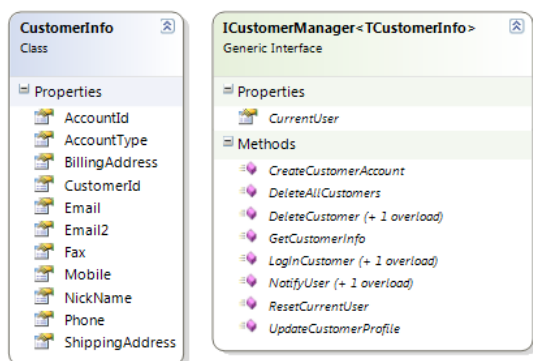 CustomerInfo
Class
Properties
AccountId
AccountType
BillingAddress
CustomerId
Email
Email2
Fax
Mobile
NickName
Phone
ShippingAddress
ICustomerManager<TCustomerInfo>
Generic Interface
Properties
CurrentUser
Methods
CreateCustomerAccount
DeleteAllCustomers
DeleteCustomer (+ 1 overload)
GetCustomerInfo
LoginCustomer (+ 1 overload)
NotifyUser (+ 1 overload)
ResetCurrentUser
UpdateCustomerProfile